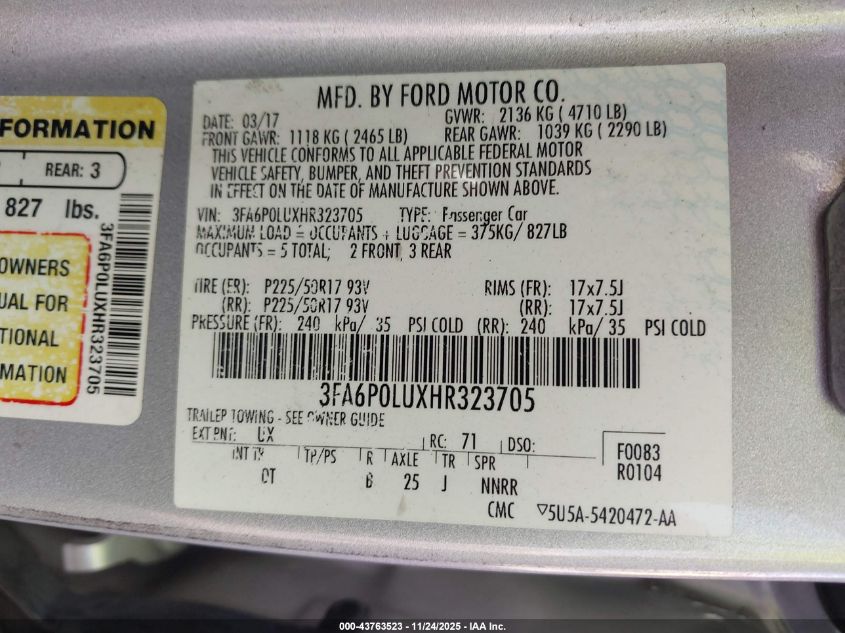 FORMATION
REAR: 3
827 lbs.
OWNERS
UAL FOR
TIONAL
MATION
3FA6P0LUXHR323705
MFD. BY FORD MOTOR CO.
DATE: 03/17 GVWR: 2136 KG ( 4710 LB)
FRONT GAWR: 1118 KG ( 2465 LB) REAR GAWR: 1039 KG ( 2290 LB)
THIS VEHICLE CONFORMS TO ALL APPLICABLE FEDERAL MOTOR
VEHICLE SAFETY, BUMPER, AND THEFT PREVENTION STANDARDS
IN EFFECT ON THE DATE OF MANUFACTURE SHOWN ABOVE.
VIN: 3FA6P0LUXHR323705 TYPE: Passenger Car
MAXIMUM LOAD = OCCUPANTS + LUGGAGE = 375KG/ 827LB
OCCUPANTS = 5 TOTAL; 2 FRONT, 3 REAR
TIRE (FR): P225/50R17 93V RIMS (FR): 17x7.5J
(RR): P225/50R17 93V (RR): 17x7.5J
PRESSURE (FR): 240 kPa/ 35 PSI COLD (RR): 240 kPa/ 35 PSI COLD
3FA6P0LUXHR323705
TRAILER TOWING - SEE OWNER GUIDE
EXT PNT: UX RC: 71 DSO: F0083
R0104
INT TR TP/PS R AXLE TR SPR
OT B 25 J NNRR
CMC ▽5U5A-5420472-AA
000-43763523 - 11/24/2025 - IAA Inc.